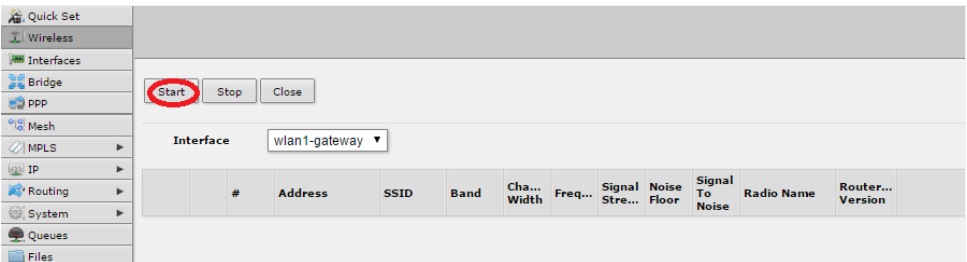 Quick Set
Wireless
Interfaces
Bridge
PPP
Mesh
MPLS
IP
Routing
System
Queues
Files
Start Stop Close
Interface wlan1-gateway
# Address SSID Band Cha... Width Freq... Signal Stre... Noise Floor Signal To Noise Radio Name Router... Version